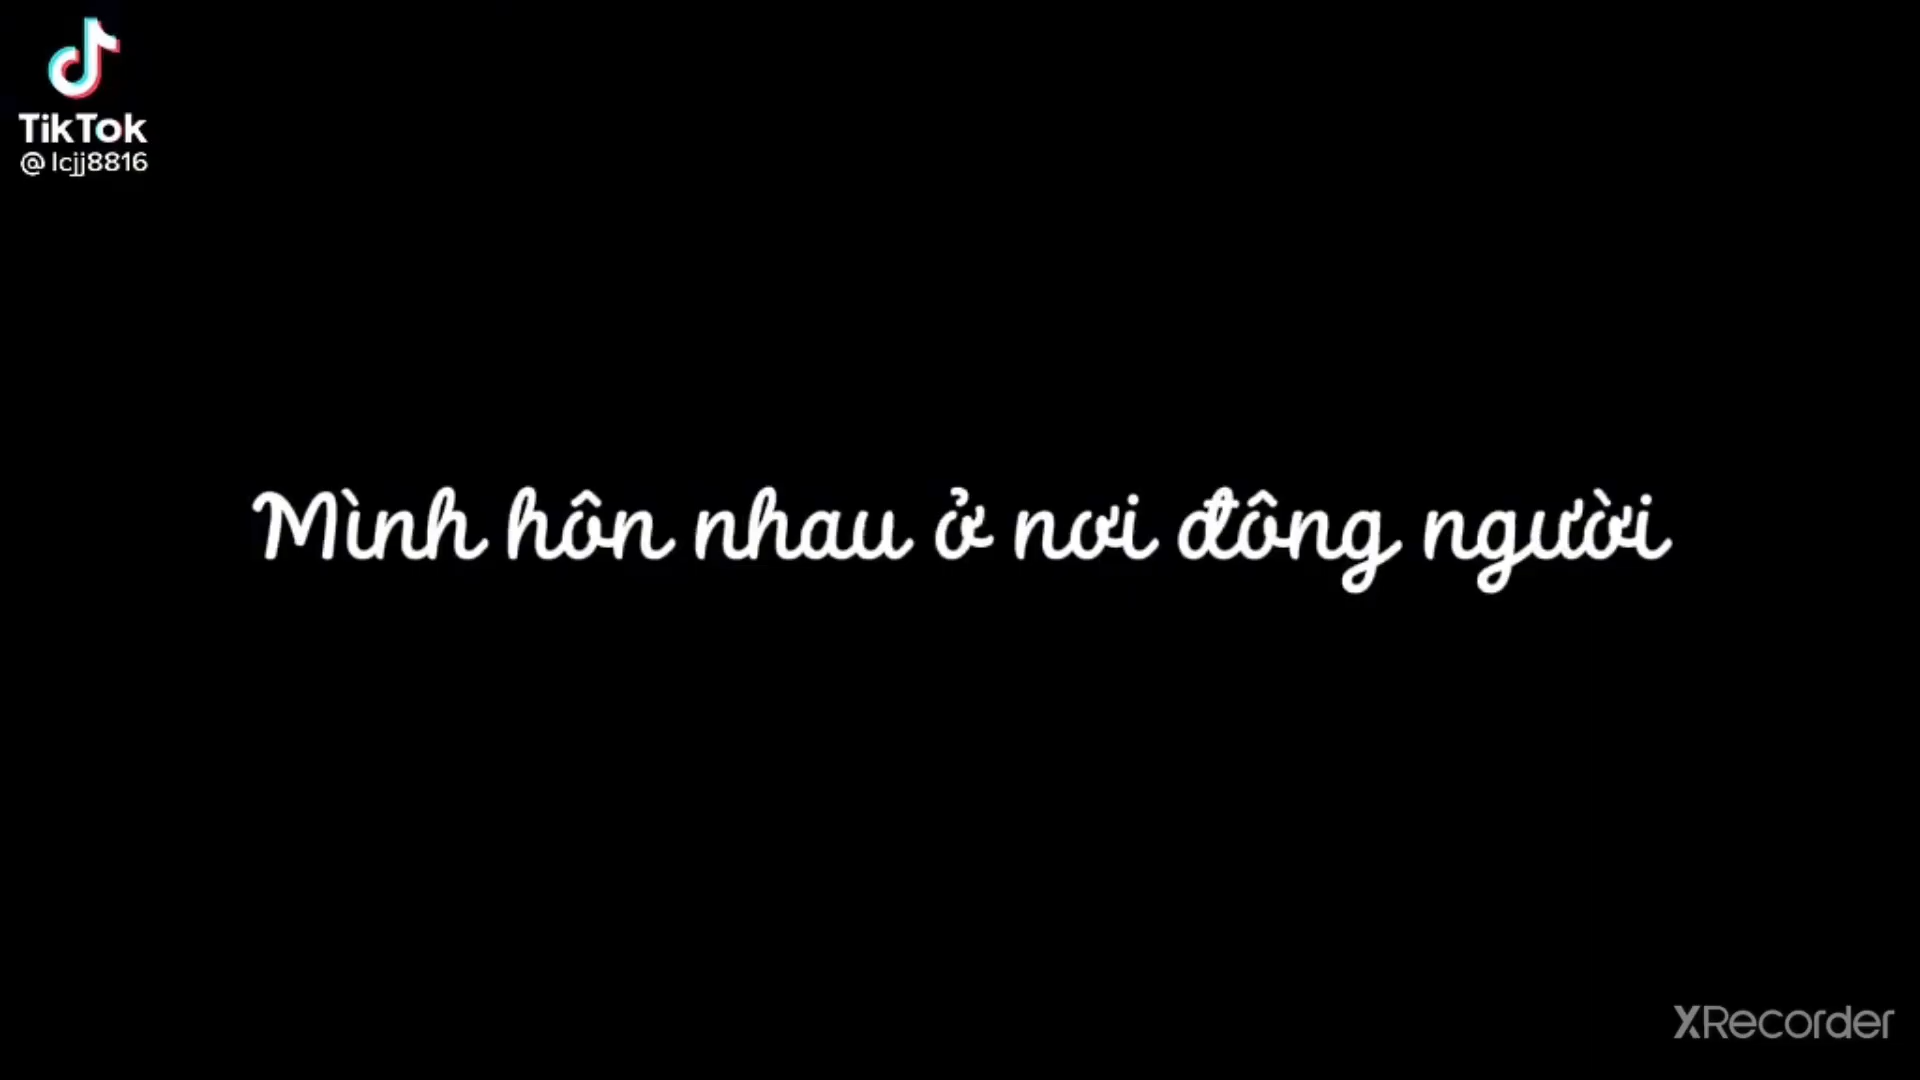 TikTok
@lcjj8816
Mình hôn nhau ở nơi đông người
XRecorder